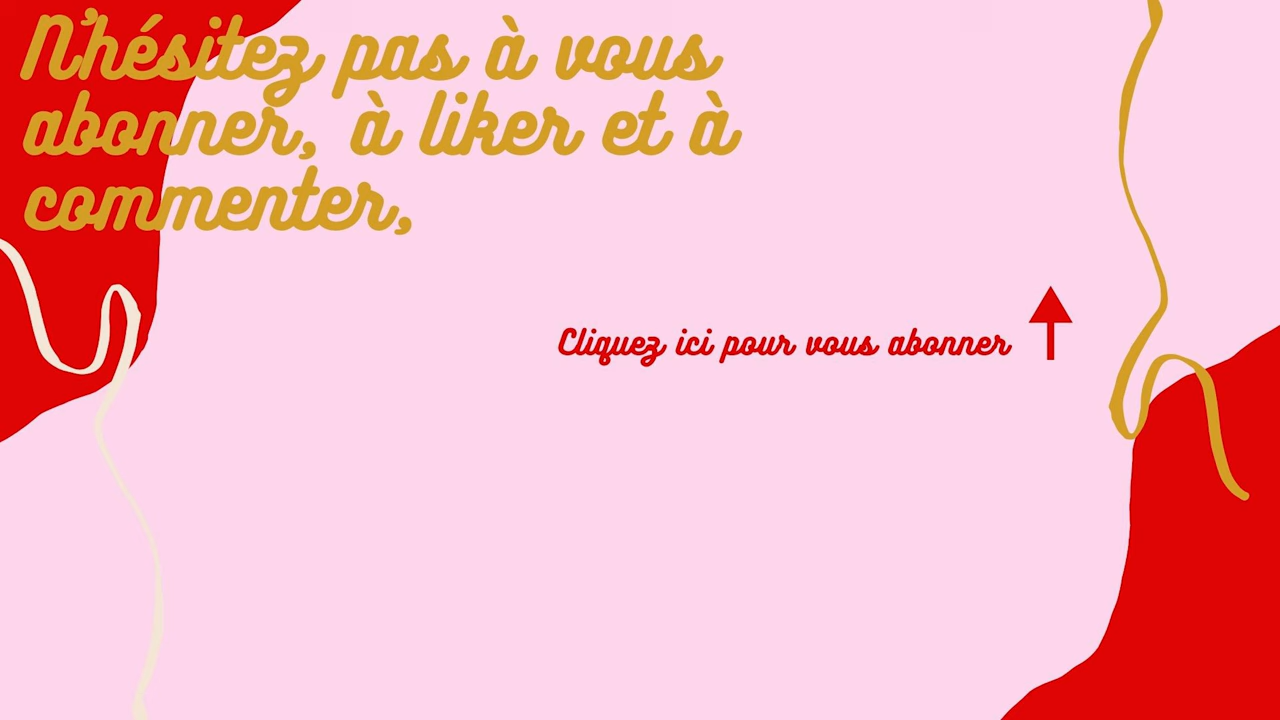 N'hésitez pas à vous
abonner, à liker et à
commenter,
Cliquez ici pour vous abonner